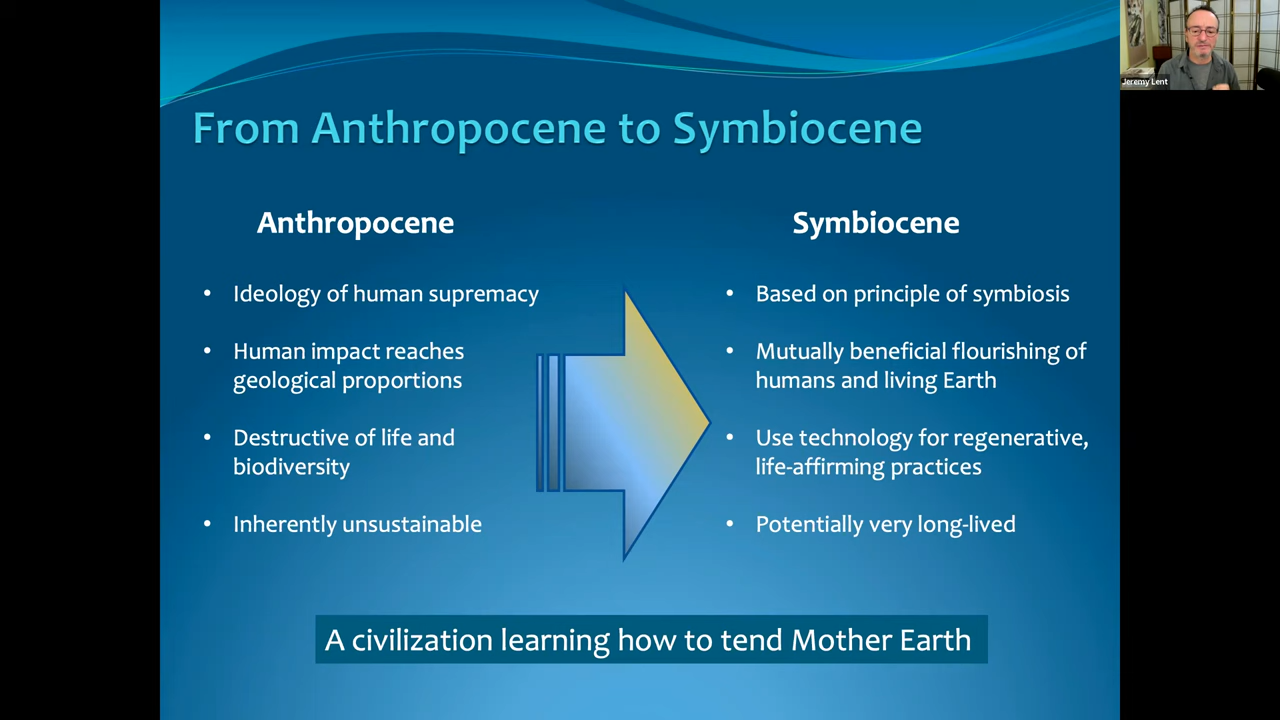 Jeremy Lent
From Anthropocene to Symbiocene
Anthropocene
• Ideology of human supremacy
• Human impact reaches
geological proportions
• Destructive of life and
biodiversity
• Inherently unsustainable
Symbiocene
• Based on principle of symbiosis
• Mutually beneficial flourishing of
humans and living Earth
• Use technology for regenerative,
life-affirming practices
• Potentially very long-lived
A civilization learning how to tend Mother Earth